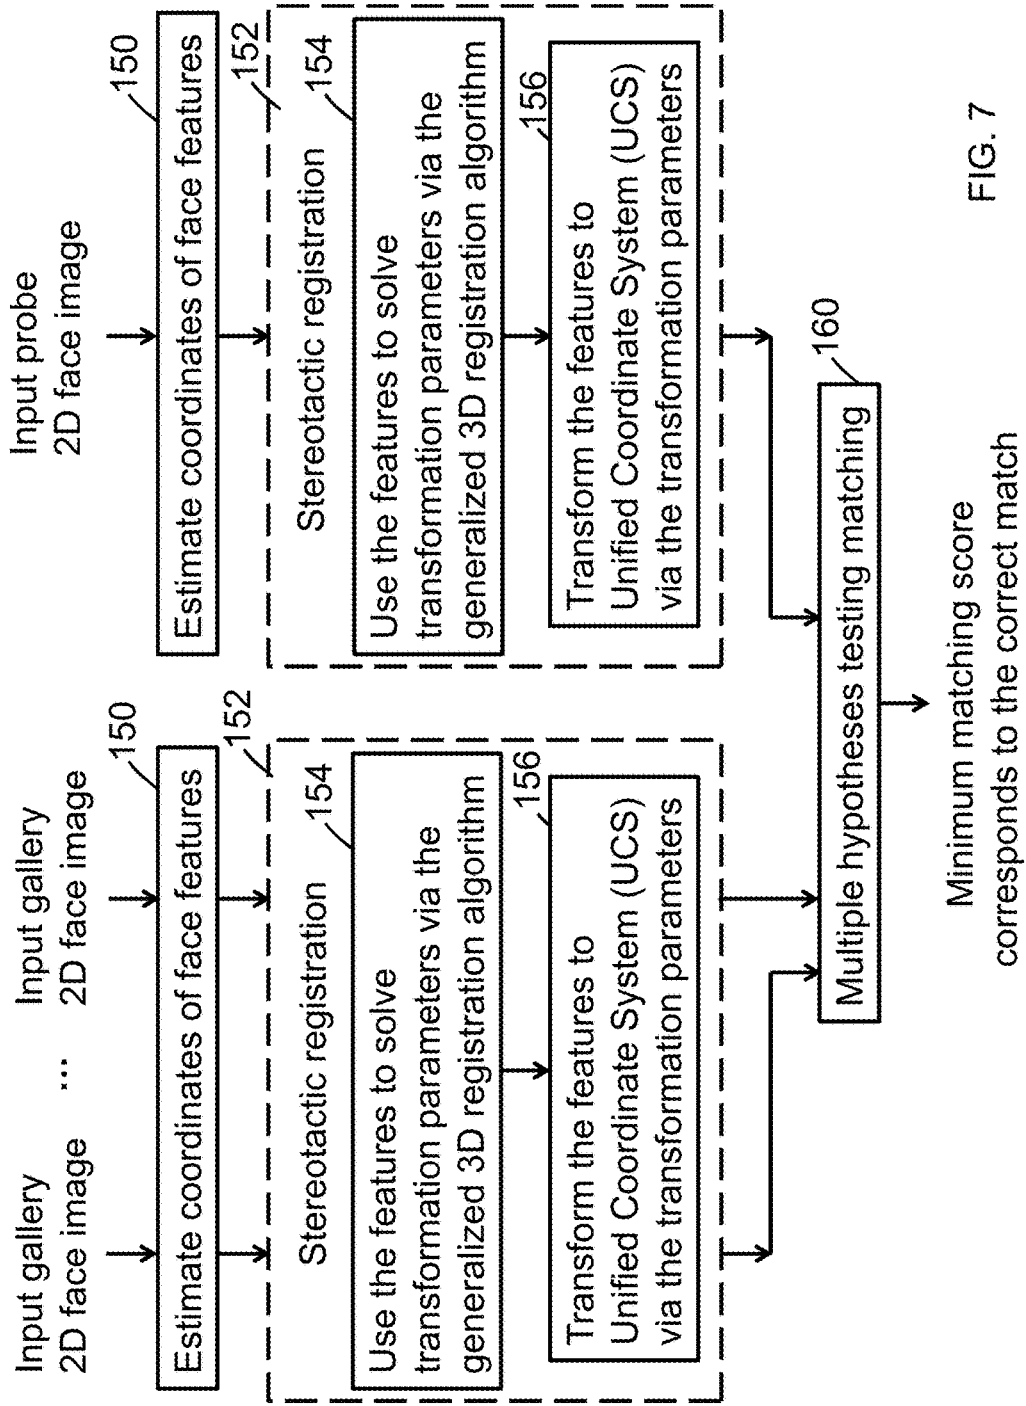 Input gallery
2D face image
...
Input gallery
2D face image
150
Estimate coordinates of face features
152
Stereotactic registration
154
Use the features to solve
transformation parameters via the
generalized 3D registration algorithm
156
Transform the features to
Unified Coordinate System (UCS)
via the transformation parameters
Input probe
2D face image
150
Estimate coordinates of face features
152
Stereotactic registration
154
Use the features to solve
transformation parameters via the
generalized 3D registration algorithm
156
Transform the features to
Unified Coordinate System (UCS)
via the transformation parameters
160
Multiple hypotheses testing matching
Minimum matching score
corresponds to the correct match
FIG. 7